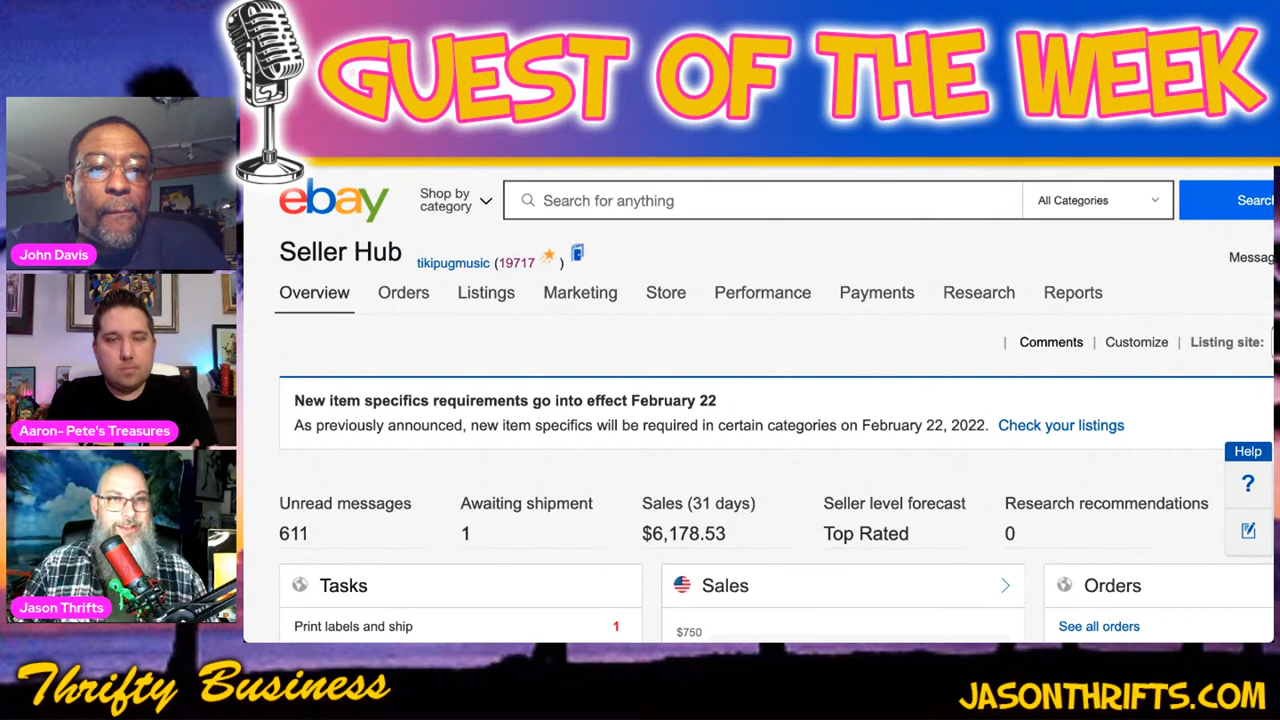 GUEST OF THE WEEK
ebay
Shop by
category
Search for anything
All Categories
Searc
Seller Hub
tikipugmusic (19717 )
Messag
Overview
Orders
Listings
Marketing
Store
Performance
Payments
Research
Reports
| Comments | Customize | Listing site:
New item specifics requirements go into effect February 22
As previously announced, new item specifics will be required in certain categories on February 22, 2022. Check your listings
Help
?
Unread messages
611
Awaiting shipment
1
Sales (31 days)
$6,178.53
Seller level forecast
Top Rated
Research recommendations
0
Tasks
Print labels and ship 1
Sales
$750
Orders
See all orders
John Davis
Aaron- Pete's Treasures
Jason Thrifts
Thrifty Business
JASONTHRIFTS.COM